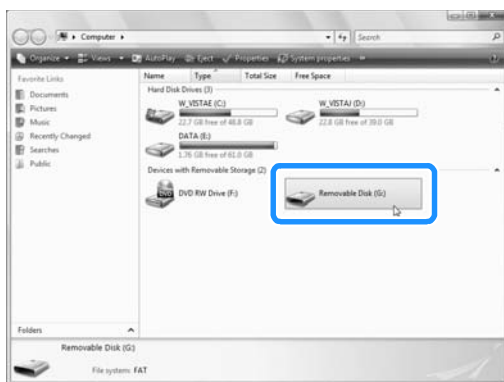 Computer
Search
Organize Views AutoPlay Eject Properties System properties
Favorite Links
Documents
Pictures
Music
Recently Changed
Searches
Public
Folders
Name Type Total Size Free Space
Hard Disk Drives (3)
W_VISTAE (C:)
22.7 GB free of 48.8 GB
W_VISTAJ (D:)
22.8 GB free of 39.0 GB
DATA (E:)
1.76 GB free of 61.0 GB
Devices with Removable Storage (2)
DVD RW Drive (F:)
Removable Disk (G:)
Removable Disk (G:)
File system: FAT